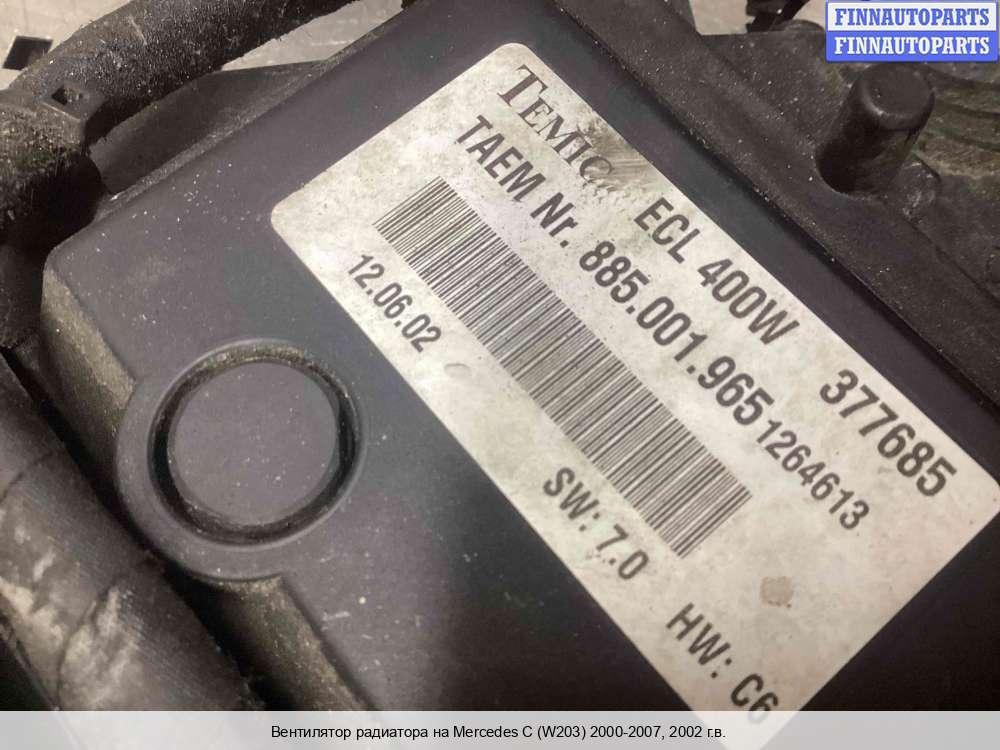 FINNAUTOPARTS
FINNAUTOPARTS
TEMIC
ECL 400W 377685
TAEM Nr. 885.001.965 1264613
12.06.02
SW: 7.0
HW: C6
Вентилятор радиатора на Mercedes C (W203) 2000-2007, 2002 г.в.